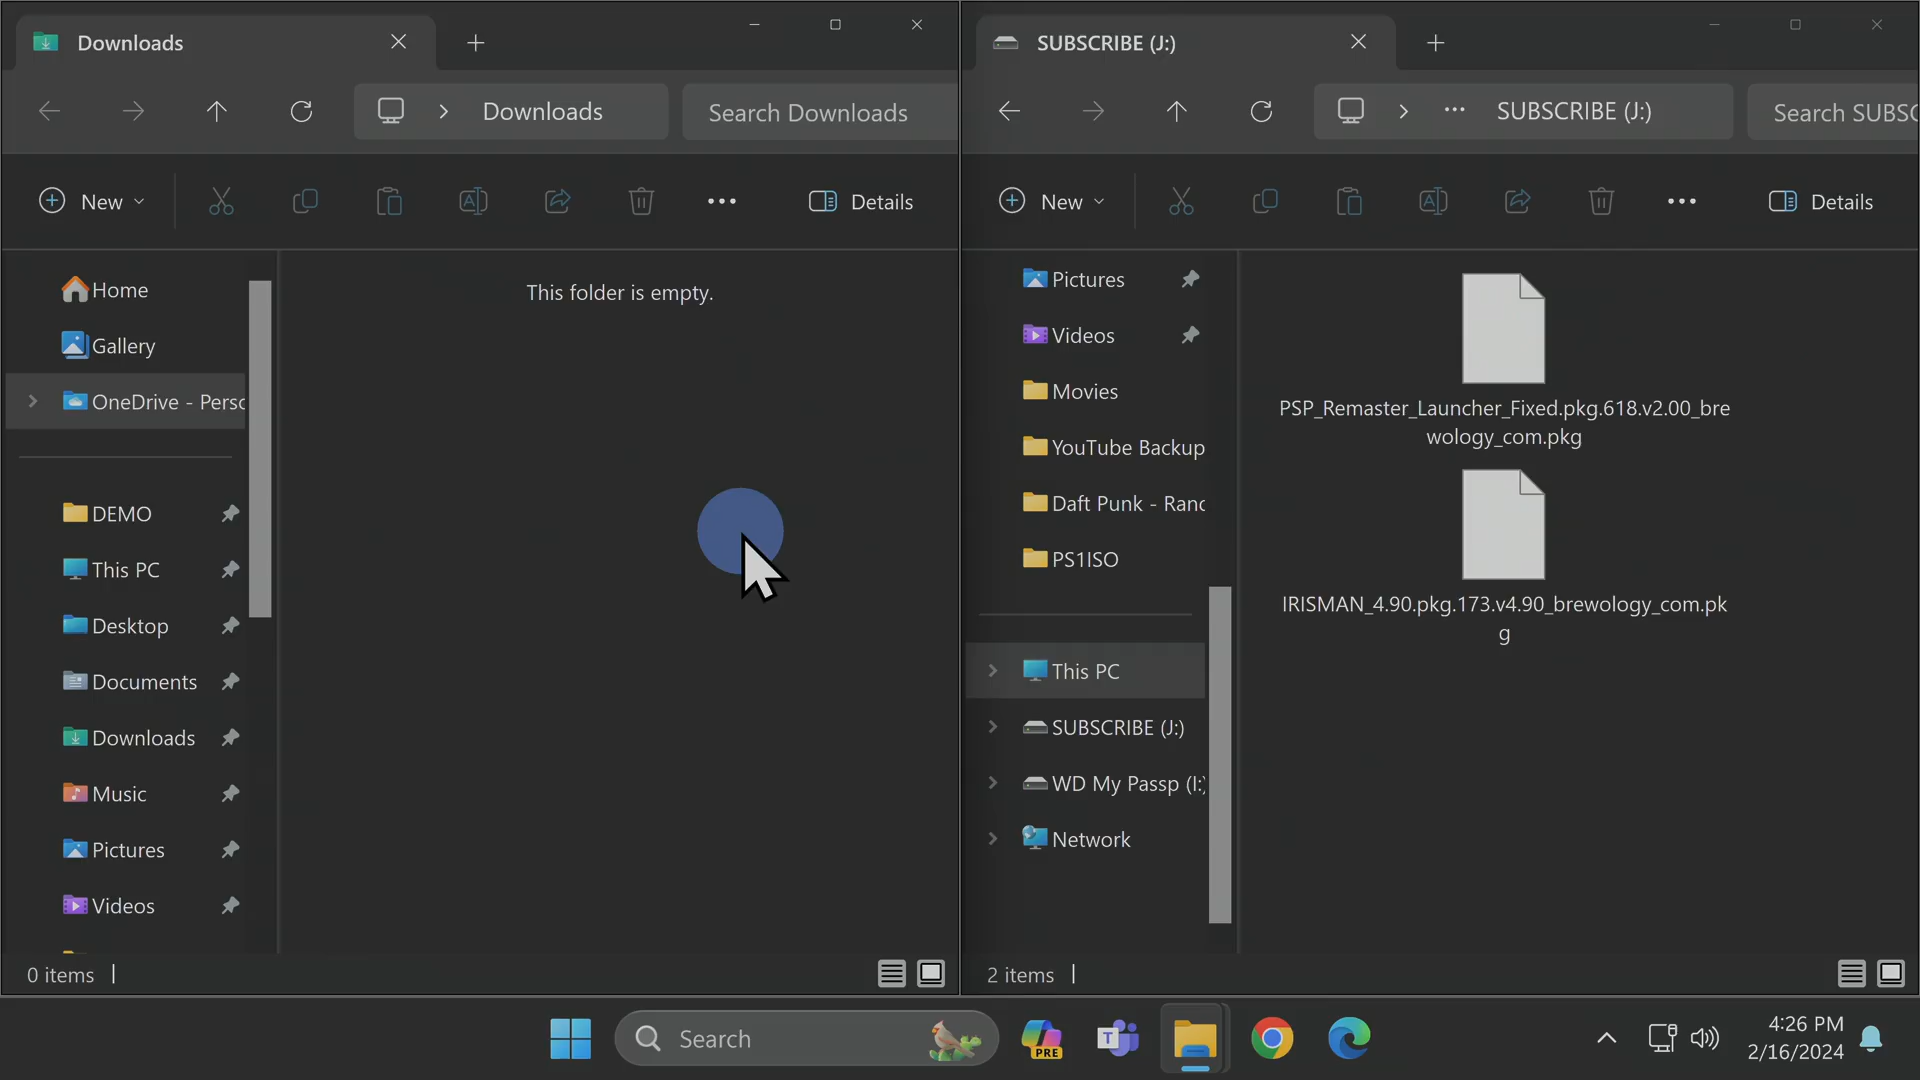 Downloads
Downloads
Search Downloads
New
Details
Home
Gallery
OneDrive - Persc
DEMO
This PC
Desktop
Documents
Downloads
Music
Pictures
Videos
This folder is empty.
0 items
SUBSCRIBE (J:)
SUBSCRIBE (J:)
Search SUBSC
New
Details
Pictures
Videos
Movies
YouTube Backup
Daft Punk - Ranc
PS1ISO
This PC
SUBSCRIBE (J:)
WD My Passp (I:)
Network
PSP_Remaster_Launcher_Fixed.pkg.618.v2.00_bre
wology_com.pkg
IRISMAN_4.90.pkg.173.v4.90_brewology_com.pk
g
2 items
Search
PRE
T
4:26 PM
2/16/2024